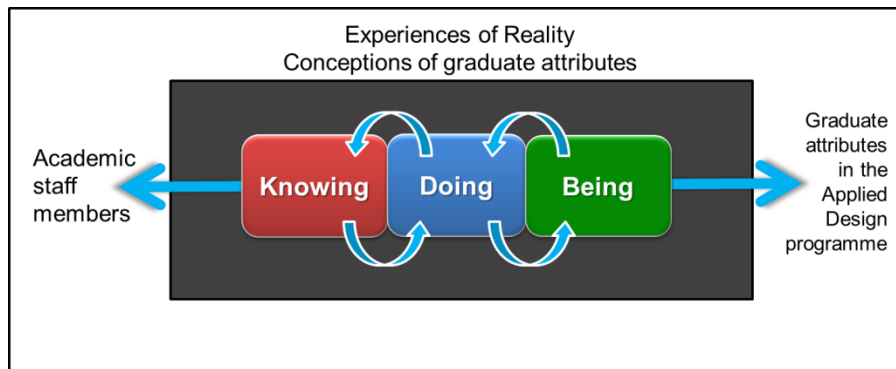 Experiences of Reality
Conceptions of graduate attributes
Academic
staff
members
Knowing
Doing
Being
Graduate
attributes
in the
Applied
Design
programme